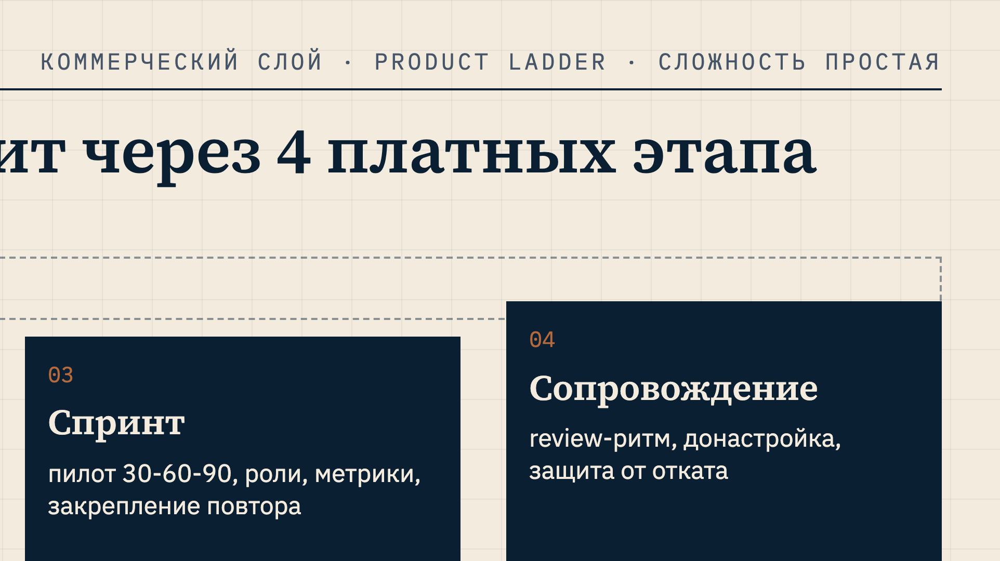 КОММЕРЧЕСКИЙ СЛОЙ · PRODUCT LADDER · СЛОЖНОСТЬ ПРОСТАЯ
ит через 4 платных этапа
03
Спринт
пилот 30-60-90, роли, метрики,
закрепление повтора
04
Сопровождение
review-ритм, донастройка,
защита от отката